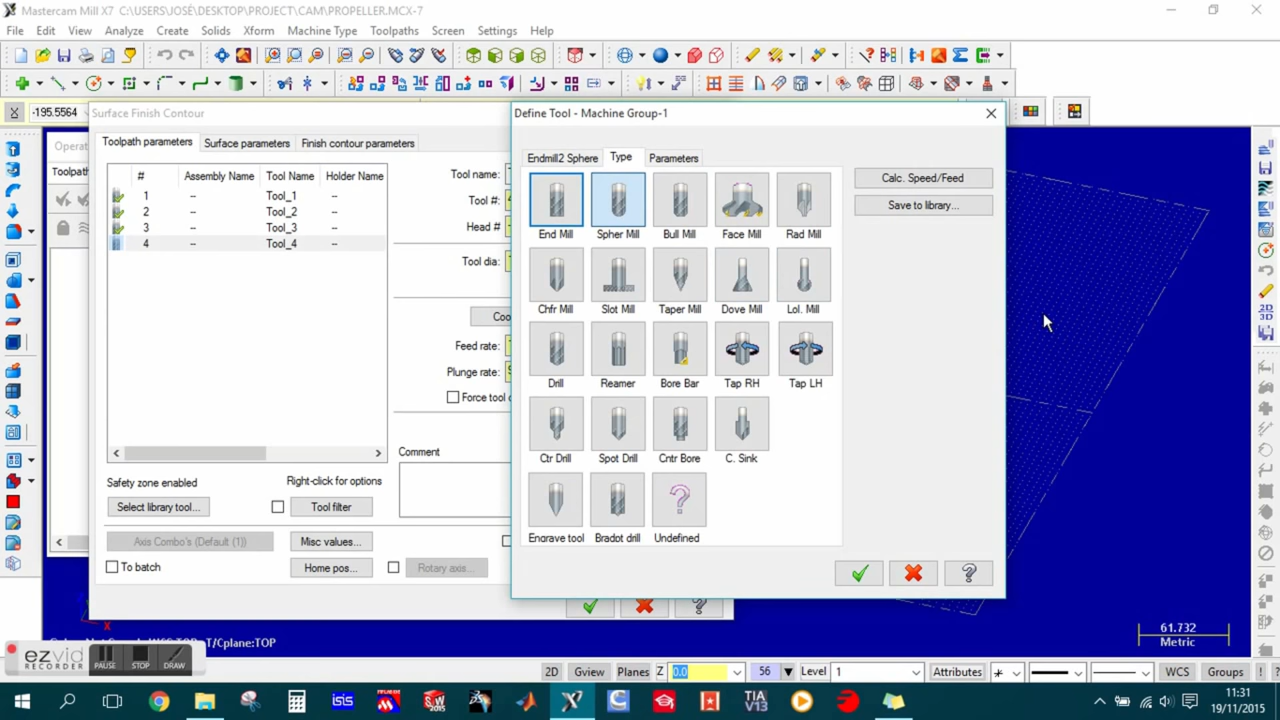 Mastercam Mill X7 C:\USERS\JOSÉ\DESKTOP\PROJECT\CAM\PROPELLER.MCX-7
File Edit View Analyze Create Solids Xform Machine Type Toolpaths Screen Settings Help
-195.5564
Surface Finish Contour
Define Tool - Machine Group-1
Toolpath parameters Surface parameters Finish contour parameters
Endmill2 Sphere Type Parameters
# Assembly Name Tool Name Holder Name
1 -- Tool_1 --
2 -- Tool_2 --
3 -- Tool_3 --
4 -- Tool_4 --
Tool name:
Tool #:
Head #
Tool dia:
Feed rate:
Plunge rate:
Force tool
Comment
Calc. Speed/Feed
Save to library...
End Mill Spher Mill Bull Mill Face Mill Rad Mill
Chfr Mill Slot Mill Taper Mill Dove Mill Lol. Mill
Drill Reamer Bore Bar Tap RH Tap LH
Ctr Drill Spot Drill Cntr Bore C. Sink
Engrave tool Bradpt drill Undefined
Safety zone enabled
Right-click for options
Select library tool... Tool filter
Axis Combo's (Default (1)) Misc values...
To batch Home pos... Rotary axis...
T/Cplane:TOP
61.732
Metric
ezvid
RECORDER
PAUSE STOP DRAW
2D Gview Planes Z 0.0 56 Level 1 Attributes WCS Groups ! ?
2D
3D
X
isis
2015
TIA
V13
11:31
19/11/2015